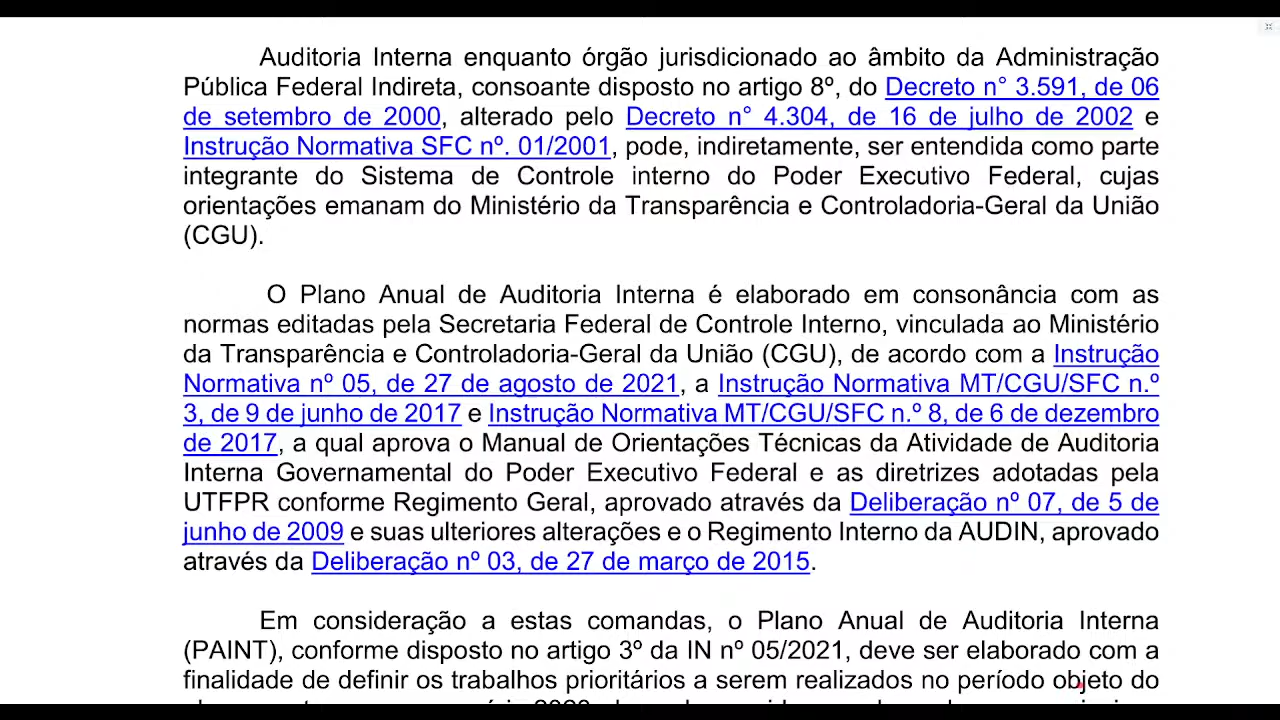 Auditoria Interna enquanto órgão jurisdicionado ao âmbito da Administração
Pública Federal Indireta, consoante disposto no artigo 8º, do Decreto n° 3.591, de 06
de setembro de 2000, alterado pelo Decreto n° 4.304, de 16 de julho de 2002 e
Instrução Normativa SFC nº. 01/2001, pode, indiretamente, ser entendida como parte
integrante do Sistema de Controle interno do Poder Executivo Federal, cujas
orientações emanam do Ministério da Transparência e Controladoria-Geral da União
(CGU).
O Plano Anual de Auditoria Interna é elaborado em consonância com as
normas editadas pela Secretaria Federal de Controle Interno, vinculada ao Ministério
da Transparência e Controladoria-Geral da União (CGU), de acordo com a Instrução
Normativa nº 05, de 27 de agosto de 2021, a Instrução Normativa MT/CGU/SFC n.º
3, de 9 de junho de 2017 e Instrução Normativa MT/CGU/SFC n.º 8, de 6 de dezembro
de 2017, a qual aprova o Manual de Orientações Técnicas da Atividade de Auditoria
Interna Governamental do Poder Executivo Federal e as diretrizes adotadas pela
UTFPR conforme Regimento Geral, aprovado através da Deliberação nº 07, de 5 de
junho de 2009 e suas ulteriores alterações e o Regimento Interno da AUDIN, aprovado
através da Deliberação nº 03, de 27 de março de 2015.
Em consideração a estas comandas, o Plano Anual de Auditoria Interna
(PAINT), conforme disposto no artigo 3º da IN nº 05/2021, deve ser elaborado com a
finalidade de definir os trabalhos prioritários a serem realizados no período objeto do